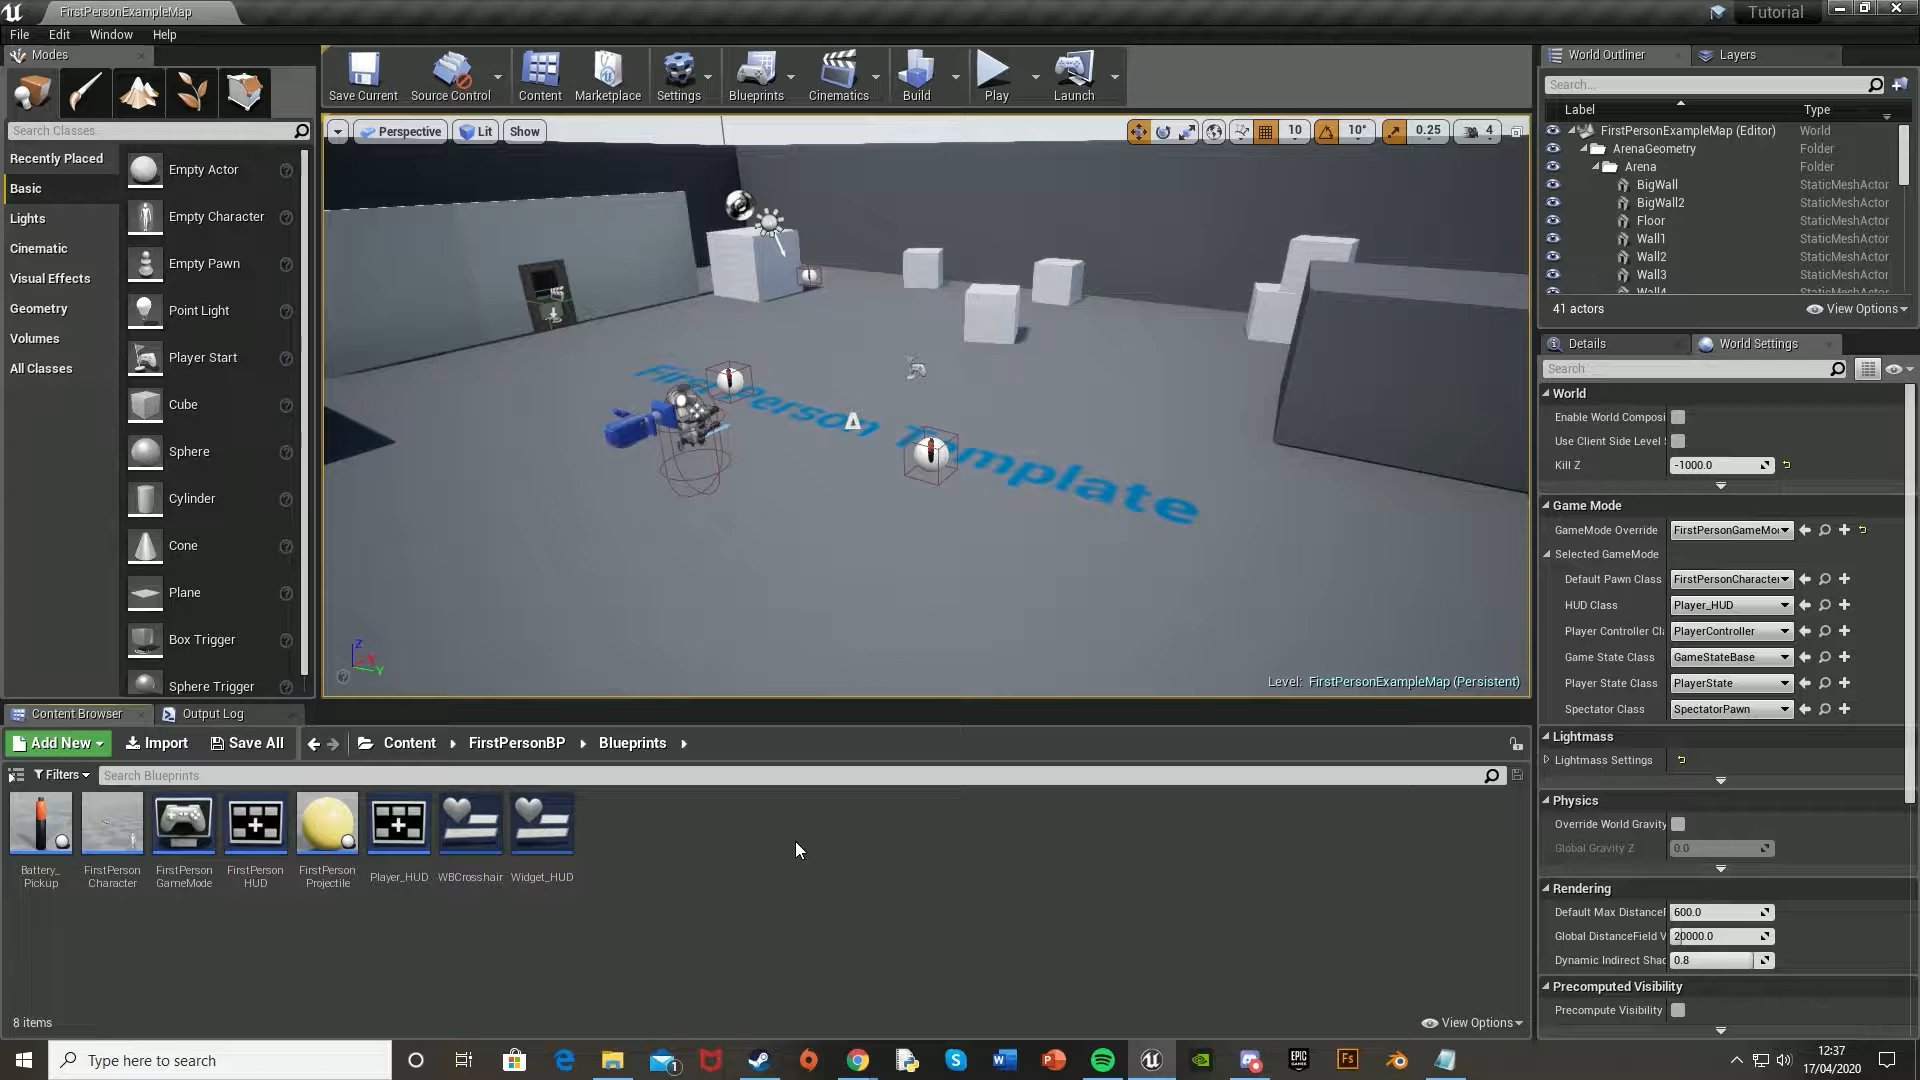 FirstPersonExampleMap
Tutorial
File Edit Window Help
Modes
Search Classes
Recently Placed
Basic
Lights
Cinematic
Visual Effects
Geometry
Volumes
All Classes
Empty Actor
Empty Character
Empty Pawn
Point Light
Player Start
Cube
Sphere
Cylinder
Cone
Plane
Box Trigger
Sphere Trigger
Save Current
Source Control
Content
Marketplace
Settings
Blueprints
Cinematics
Build
Play
Launch
Perspective
Lit
Show
10
10°
0.25
4
First Person Template
Z
X
Y
Level: FirstPersonExampleMap (Persistent)
World Outliner
Layers
Search...
Label Type
FirstPersonExampleMap (Editor) World
ArenaGeometry Folder
Arena Folder
BigWall StaticMeshActor
BigWall2 StaticMeshActor
Floor StaticMeshActor
Wall1 StaticMeshActor
Wall2 StaticMeshActor
Wall3 StaticMeshActor
Wall4 StaticMeshActor
41 actors
View Options
Details
World Settings
Search
World
Enable World Composi
Use Client Side Level
Kill Z -1000.0
Game Mode
GameMode Override FirstPersonGameMo
Selected GameMode
Default Pawn Class FirstPersonCharacter
HUD Class Player_HUD
Player Controller Cl PlayerController
Game State Class GameStateBase
Player State Class PlayerState
Spectator Class SpectatorPawn
Lightmass
Lightmass Settings
Physics
Override World Gravity
Global Gravity Z 0.0
Rendering
Default Max DistanceF 600.0
Global DistanceField V 20000.0
Dynamic Indirect Shad 0.8
Precomputed Visibility
Precompute Visibility
Content Browser
Output Log
Add New
Import
Save All
Content
FirstPersonBP
Blueprints
Filters
Search Blueprints
Battery_
Pickup
FirstPerson
Character
FirstPerson
GameMode
FirstPerson
HUD
FirstPerson
Projectile
Player_HUD
WBCrosshair
Widget_HUD
8 items
View Options
Type here to search
1
EPIC
GAMES
Fs
12:37
17/04/2020